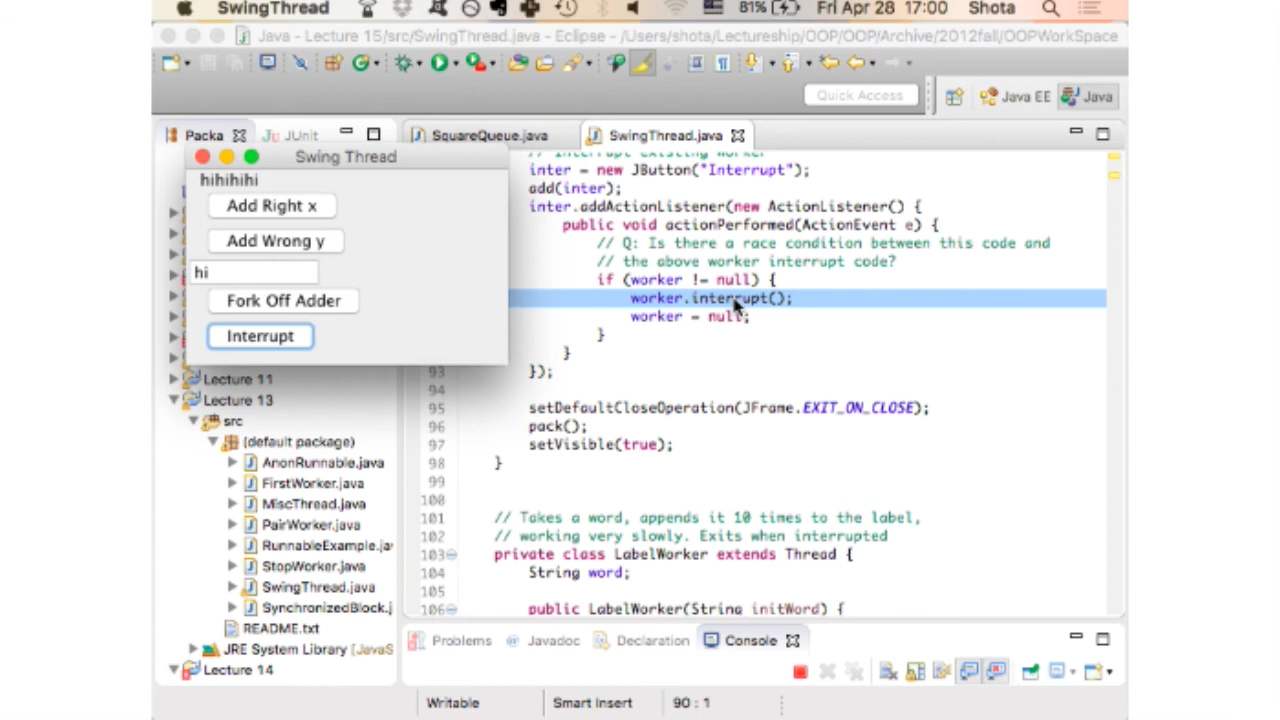 SwingThread
81%
Fri Apr 28 17:00
Shota
Java - Lecture 15/src/SwingThread.java - Eclipse - /Users/shota/Lectureship/OOP/OOP/Archive/2012fall/OOPWorkSpace
Quick Access
Java EE
Java
Packa
JUnit
SquareQueue.java
SwingThread.java
Swing Thread
hihihihi
Add Right x
Add Wrong y
hi
Fork Off Adder
Interrupt
// Interrupt existing worker
inter = new JButton("Interrupt");
add(inter);
inter.addActionListener(new ActionListener() {
public void actionPerformed(ActionEvent e) {
// Q: Is there a race condition between this code and
// the above worker interrupt code?
if (worker != null) {
worker.interrupt();
worker = null;
}
}
93 });
94
95 setDefaultCloseOperation(JFrame.EXIT_ON_CLOSE);
96 pack();
97 setVisible(true);
98 }
99
100
101 // Takes a word, appends it 10 times to the label,
102 // working very slowly. Exits when interrupted
103 private class LabelWorker extends Thread {
104 String word;
105
106 public LabelWorker(String initWord) {
Lecture 11
Lecture 13
src
(default package)
AnonRunnable.java
FirstWorker.java
MiscThread.java
PairWorker.java
RunnableExample.ja
StopWorker.java
SwingThread.java
SynchronizedBlock.j
README.txt
JRE System Library [JavaS
Lecture 14
Problems
Javadoc
Declaration
Console
Writable
Smart Insert
90 : 1